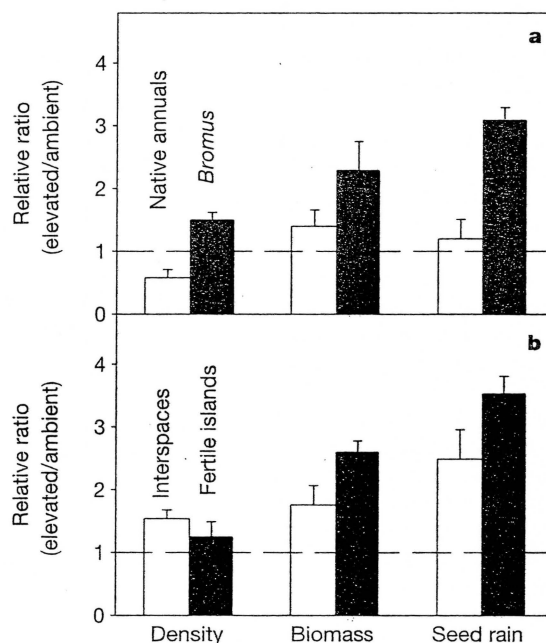 a
4
3
2
1
0
Relative ratio
(elevated/ambient)
Native annuals
Bromus
b
4
3
2
1
0
Relative ratio
(elevated/ambient)
Interspaces
Fertile islands
Density
Biomass
Seed rain